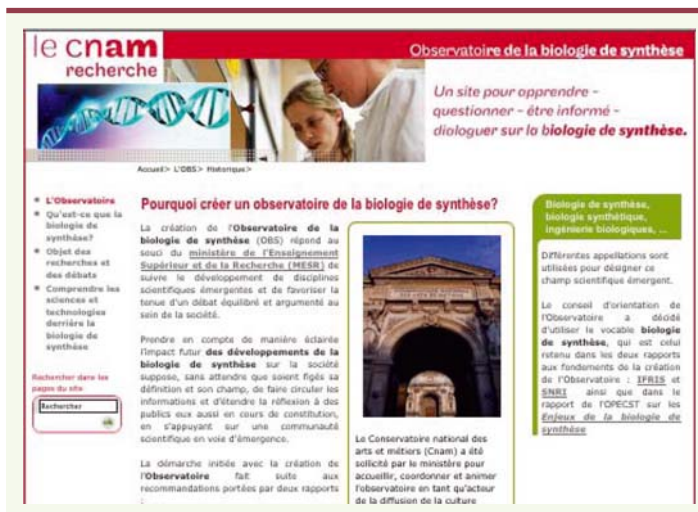 le cnam
recherche
Observatoire de la biologie de synthèse
Un site pour apprendre –
questionner – être informé –
dialoguer sur la biologie de synthèse.
Accueil> L'OBS> Historique>
L'Observatoire
Qu'est-ce que la
biologie de
synthèse?
Objet des
recherches et
des débats
Comprendre les
sciences et
technologies
derrière la
biologie de
synthèse
Rechercher dans les
pages du site
Rechercher
ok
Pourquoi créer un observatoire de la biologie de synthèse?
La création de l'Observatoire de la
biologie de synthèse (OBS) répond au
souci du ministère de l'Enseignement
Supérieur et de la Recherche (MESR) de
suivre le développement de disciplines
scientifiques émergentes et de favoriser la
tenue d'un débat équilibré et argumenté au
sein de la société.
Prendre en compte de manière éclairée
l'impact futur des développements de la
biologie de synthèse sur la société
suppose, sans attendre que soient figés sa
définition et son champ, de faire circuler les
informations et d'étendre la réflexion à des
publics eux aussi en cours de constitution,
en s'appuyant sur une communauté
scientifique en voie d'émergence.
La démarche initiée avec la création de
l'Observatoire fait suite aux
recommandations portées par deux rapports
:
Le Conservatoire national des
arts et métiers (Cnam) a été
sollicité par le ministère pour
accueillir, coordonner et animer
l'observatoire en tant qu'acteur
de la diffusion de la culture
Biologie de synthèse,
biologie synthétique,
ingénierie biologiques, ...
Différentes appellations sont
utilisées pour désigner ce
champ scientifique émergent.
Le conseil d'orientation de
l'Observatoire a décidé
d'utiliser le vocable biologie
de synthèse, qui est celui
retenu dans les deux rapports
aux fondements de la création
de l'Observatoire : IFRIS et
SNRI ainsi que dans le
rapport de l'OPECST sur les
Enjeux de la biologie de
synthèse